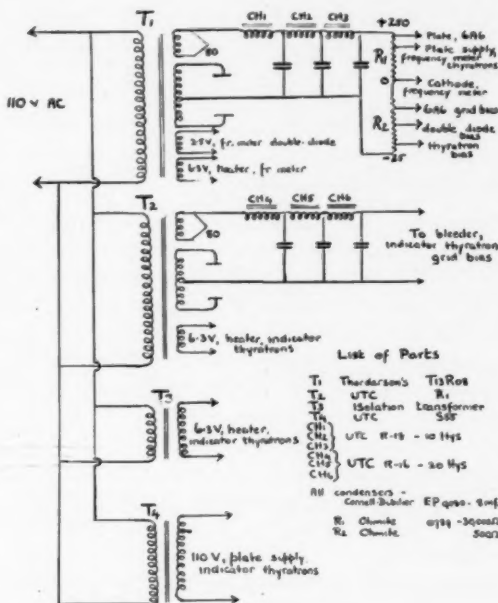 T1
CH1 CH2 CH3
+250
Plate, 6A6
Plate supply,
frequency meter
thyratrons
80
R1
0
Cathode,
frequency meter
110 V AC
6A6 grid bias
R2
double diode
bias
thyratron
bias
-25
2.5V, fr. meter double-diode
6.3V, heater, fr meter
T2
CH4 CH5 CH6
80
To bleeder,
indicator thyratron
grid bias
6.3V, heater, indicator
thyratrons
T3
6.3V, heater,
indicator thyratrons
T4
110 V, plate supply
indicator thyratrons
List of Parts
T1 Thordarson's T13R08
T2 UTC R1
T3 Isolation transformer
T4 UTC
CH1
CH2 UTC R-19 - 10 Hys
CH3
CH4
CH5 UTC R-16 - 30 Hys
CH6
All condensers -
Cornell-Dubilier EP
R1 Ohmite
R2 Ohmite